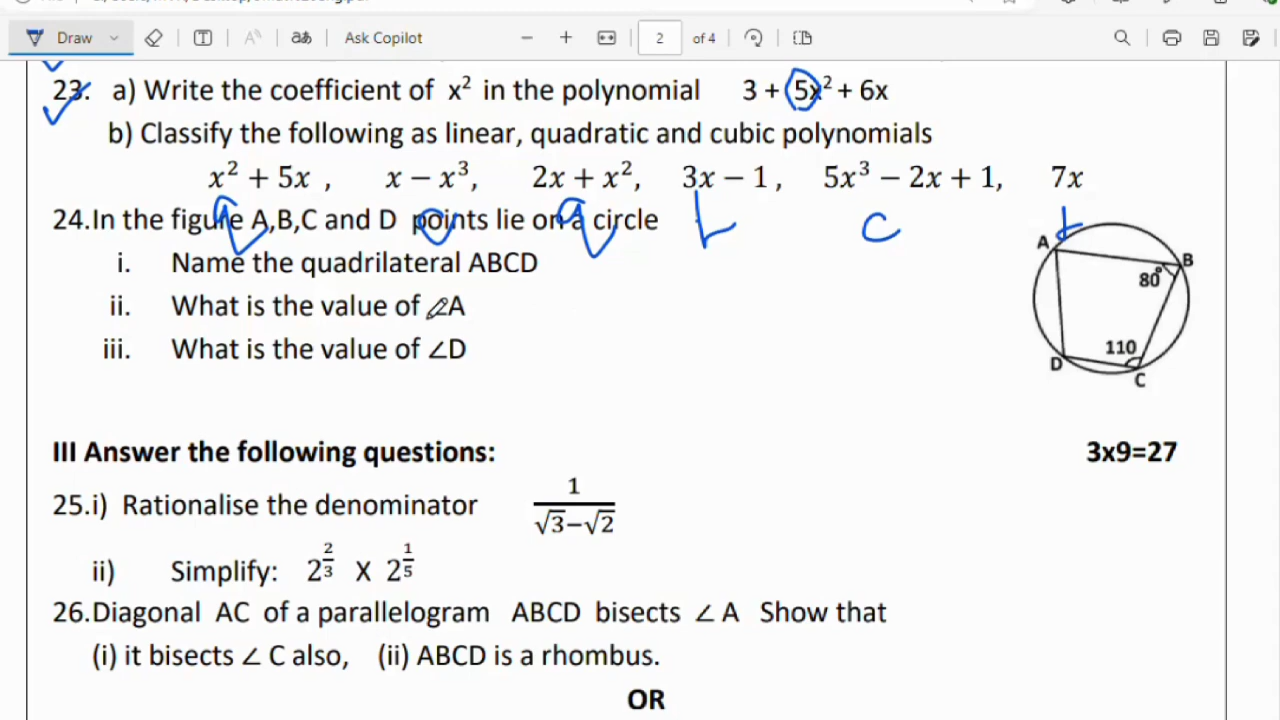 Draw
Ask Copilot
2 of 4
23. a) Write the coefficient of x² in the polynomial 3 + 5x² + 6x
b) Classify the following as linear, quadratic and cubic polynomials
x² + 5x , x − x³, 2x + x², 3x − 1, 5x³ − 2x + 1, 7x
q c q L C L
24.In the figure A,B,C and D points lie on a circle
i. Name the quadrilateral ABCD
ii. What is the value of ∠A
iii. What is the value of ∠D
A
B
80°
110
D
C
III Answer the following questions: 3x9=27
25.i) Rationalise the denominator 1/(√3−√2)
ii) Simplify: 2^(2/3) X 2^(1/5)
26.Diagonal AC of a parallelogram ABCD bisects ∠ A Show that
(i) it bisects ∠ C also, (ii) ABCD is a rhombus.
OR